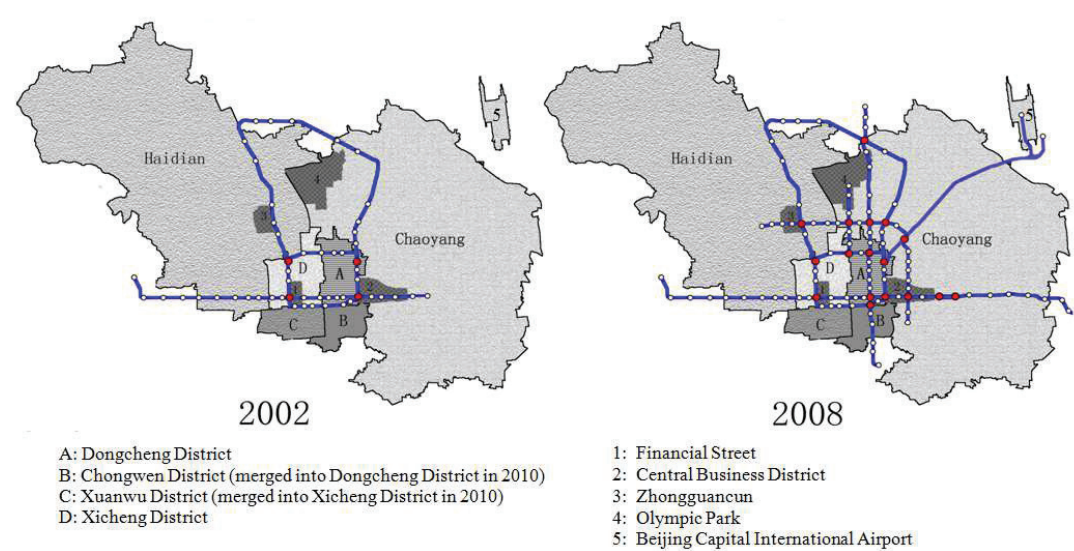 5
Haidian
4
3
Chaoyang
D
A
1
2
C
B
2002
5
Haidian
4
3
Chaoyang
D
A
1
2
C
B
2008
A: Dongcheng District
B: Chongwen District (merged into Dongcheng District in 2010)
C: Xuanwu District (merged into Xicheng District in 2010)
D: Xicheng District
1: Financial Street
2: Central Business District
3: Zhongguancun
4: Olympic Park
5: Beijing Capital International Airport